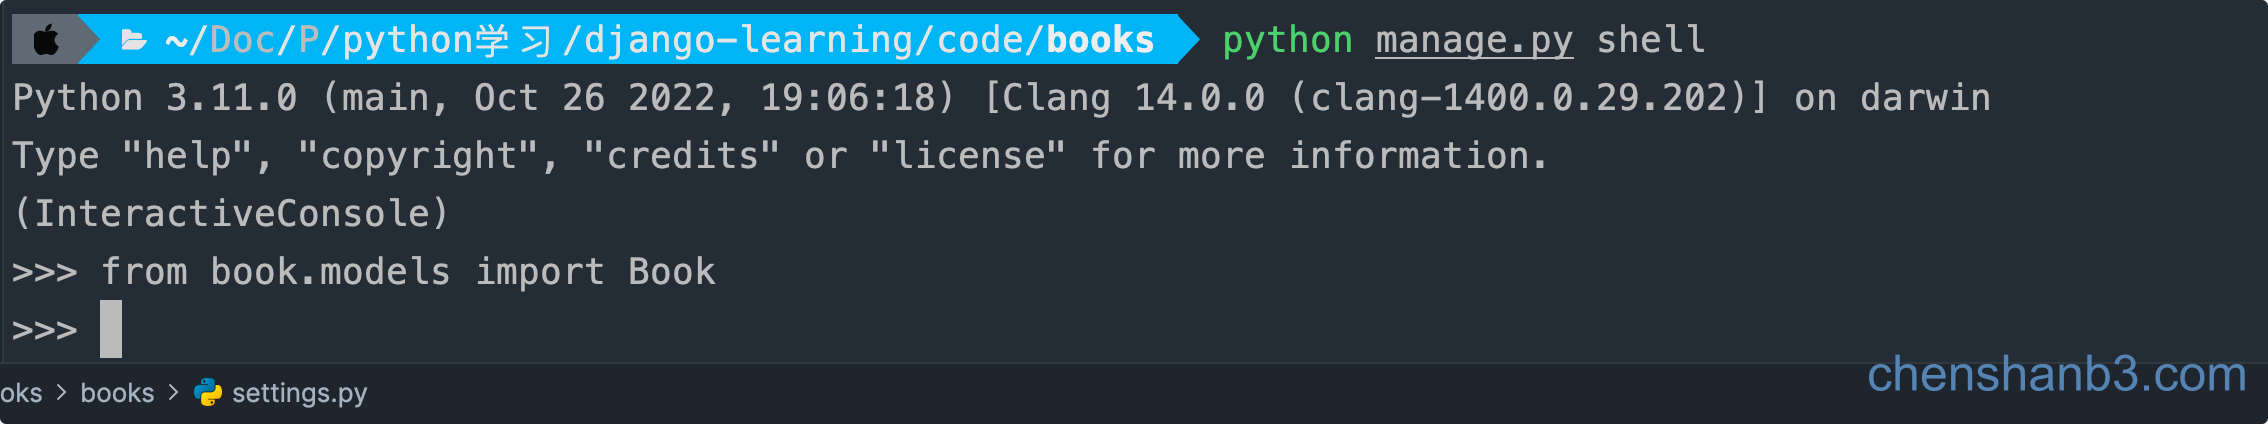 ~/Doc/P/python学习/django-learning/code/books python manage.py shell
Python 3.11.0 (main, Oct 26 2022, 19:06:18) [Clang 14.0.0 (clang-1400.0.29.202)] on darwin
Type "help", "copyright", "credits" or "license" for more information.
(InteractiveConsole)
>>> from book.models import Book
>>>
oks > books > settings.py
chenshanb3.com